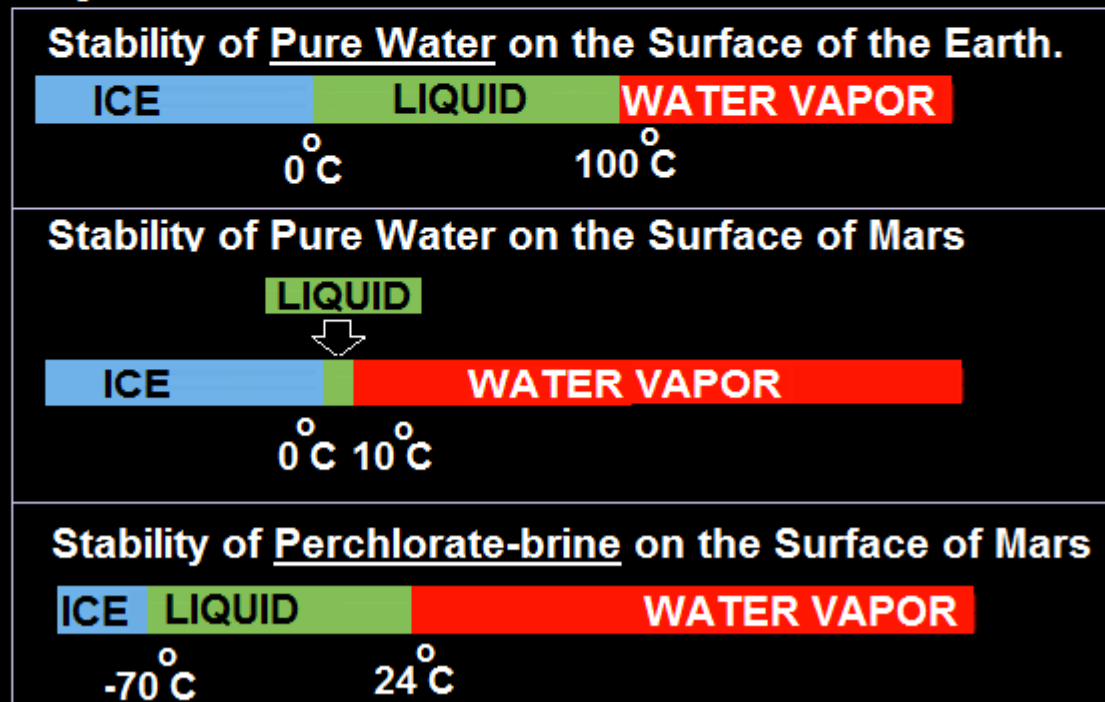 Stability of Pure Water on the Surface of the Earth.
ICE LIQUID WATER VAPOR
0°C 100°C
Stability of Pure Water on the Surface of Mars
LIQUID
ICE WATER VAPOR
0°C 10°C
Stability of Perchlorate-brine on the Surface of Mars
ICE LIQUID WATER VAPOR
-70°C 24°C